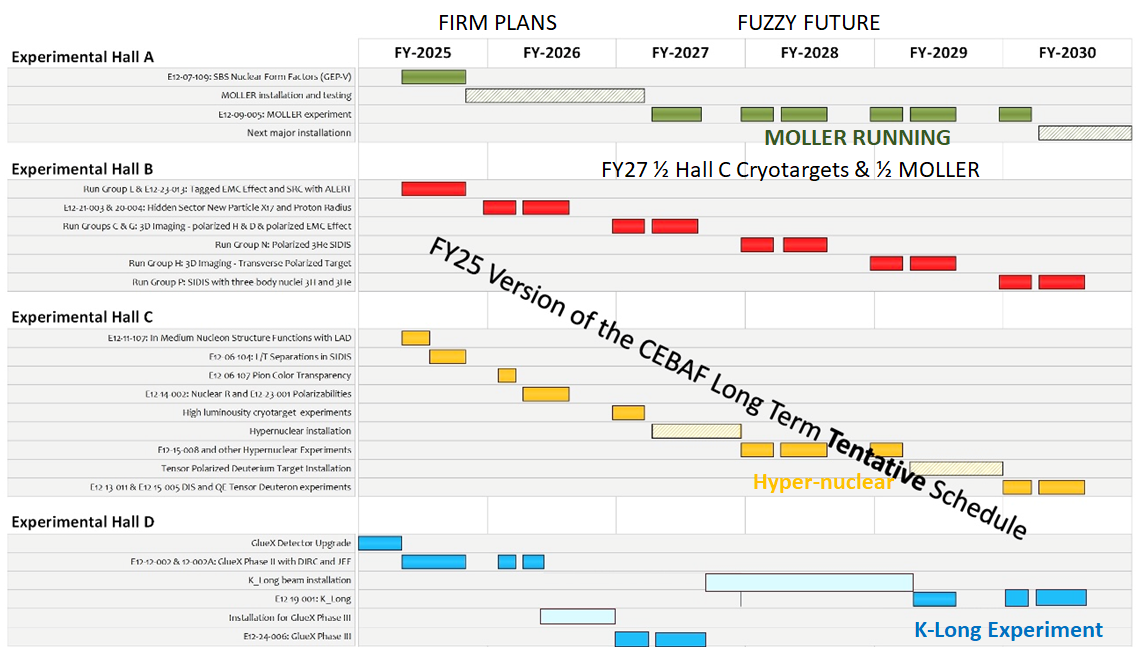 FIRM PLANS FUZZY FUTURE
FY-2025 FY-2026 FY-2027 FY-2028 FY-2029 FY-2030
Experimental Hall A
E12-07-109: SBS Nuclear Form Factors (GEP-V)
MOLLER installation and testing
E12-09-005: MOLLER experiment
Next major installationn
MOLLER RUNNING
Experimental Hall B
FY27 ½ Hall C Cryotargets & ½ MOLLER
Run Group L & E12-23-013: Tagged EMC Effect and SRC with ALERT
E12-21-003 & 20-004: Hidden Sector New Particle X17 and Proton Radius
Run Groups C & G: 3D Imaging - polarized H & D & polarized EMC Effect
Run Group N: Polarized 3He SIDIS
Run Group H: 3D Imaging - Transverse Polarized Target
Run Group P: SIDIS with three body nuclei 3H and 3He
FY25 Version of the CEBAF Long Term Tentative Schedule
Experimental Hall C
E12-11-107: In Medium Nucleon Structure Functions with LAD
E12-06-104: L/T Separations in SIDIS
E12-06-107 Pion Color Transparency
E12-14-002: Nuclear R and E12-23-001 Polarizabilities
High luminousity cryotarget experiments
Hypernuclear installation
E12-15-008 and other Hypernuclear Experiments
Tensor Polarized Deuterium Target Installation
E12-13-011 & E12-15-005 DIS and QE Tensor Deuteron experiments
Hyper-nuclear
Experimental Hall D
GlueX Detector Upgrade
E12-12-002 & 12-002A: GlueX Phase II with DIRC and JEF
K_Long beam installation
E12-19-001: K_Long
Installation for GlueX Phase III
E12-24-006: GlueX Phase III
K-Long Experiment